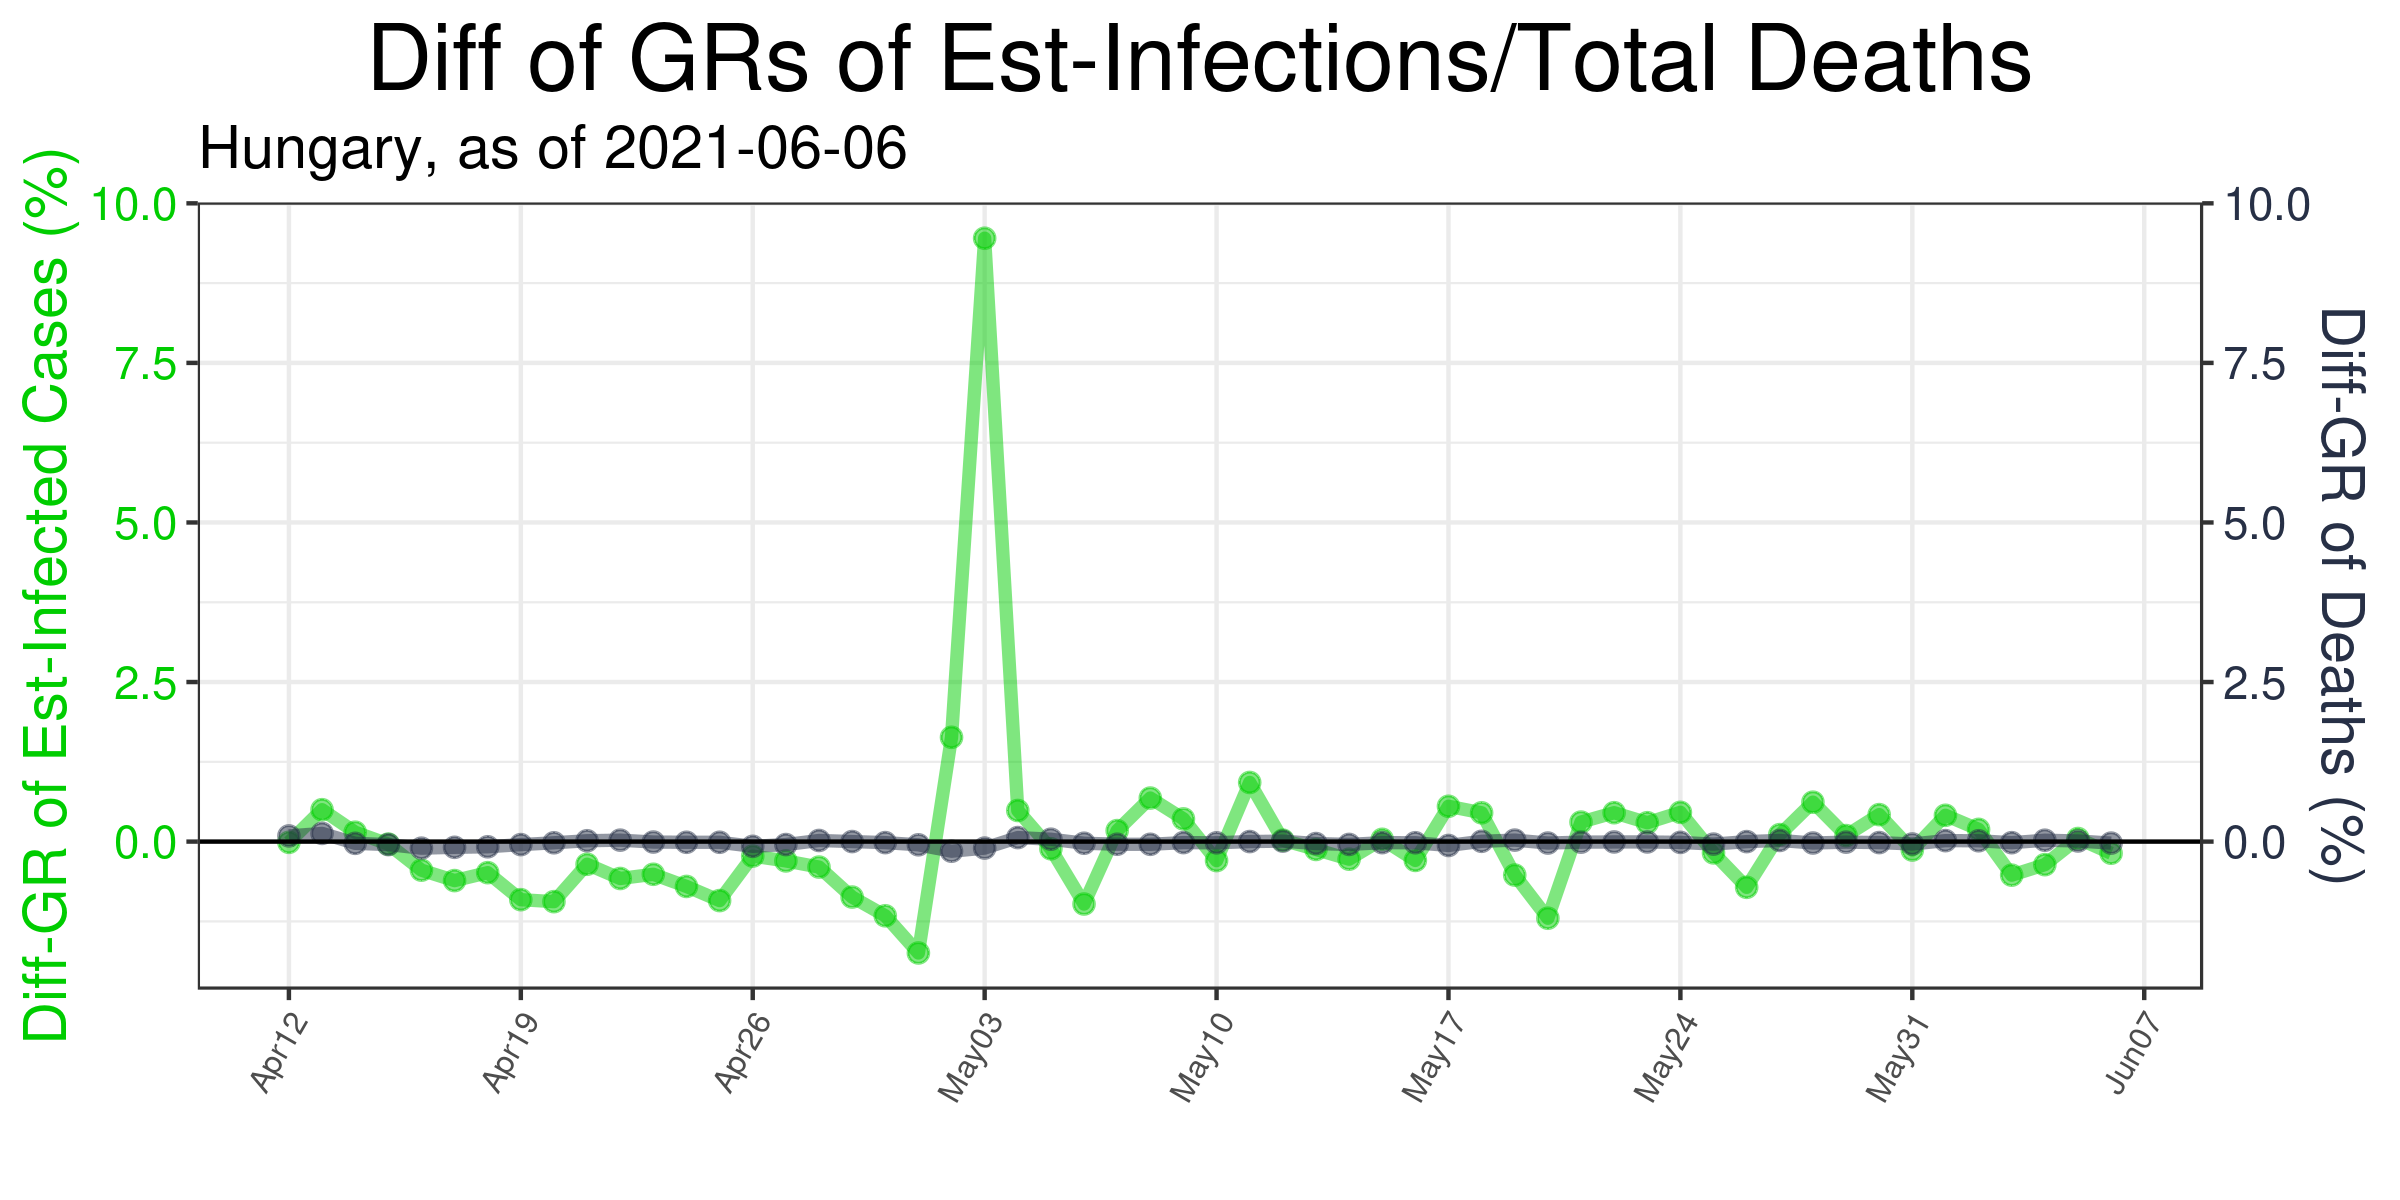 Diff of GRs of Est-Infections/Total Deaths
Hungary, as of 2021-06-06
Diff-GR of Est-Infected Cases (%)
10.0
7.5
5.0
2.5
0.0
10.0
7.5
5.0
2.5
0.0
Diff-GR of Deaths (%)
Apr12
Apr19
Apr26
May03
May10
May17
May24
May31
Jun07